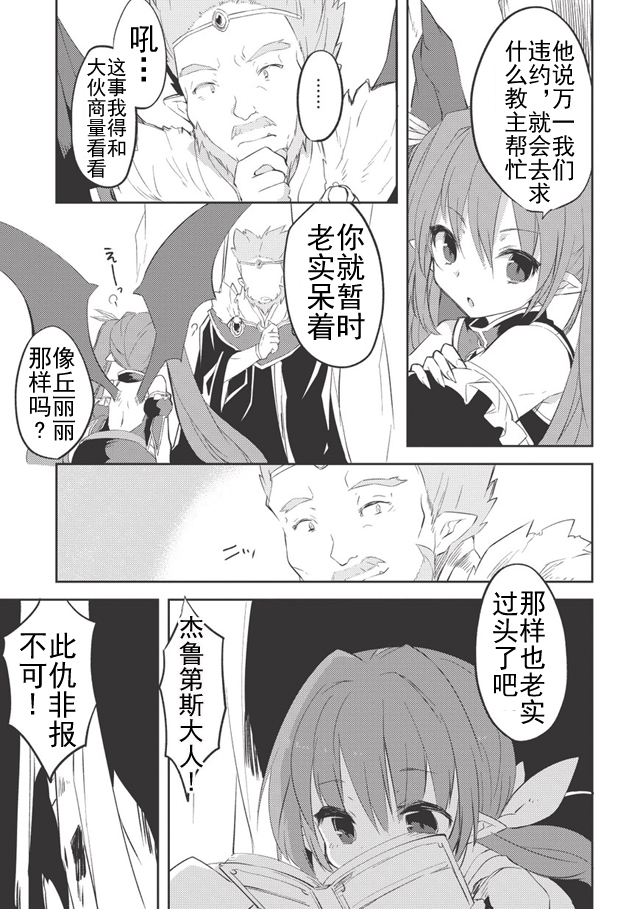 他说万一我们
违约，就会去求
什么教主帮忙
……
吼…
这事我得和
大伙商量看看
你就暂时
老实呆着
像丘丽丽
那样吗？
那样也老实
过头了吧
杰鲁第斯大人！
此仇非报
不可！